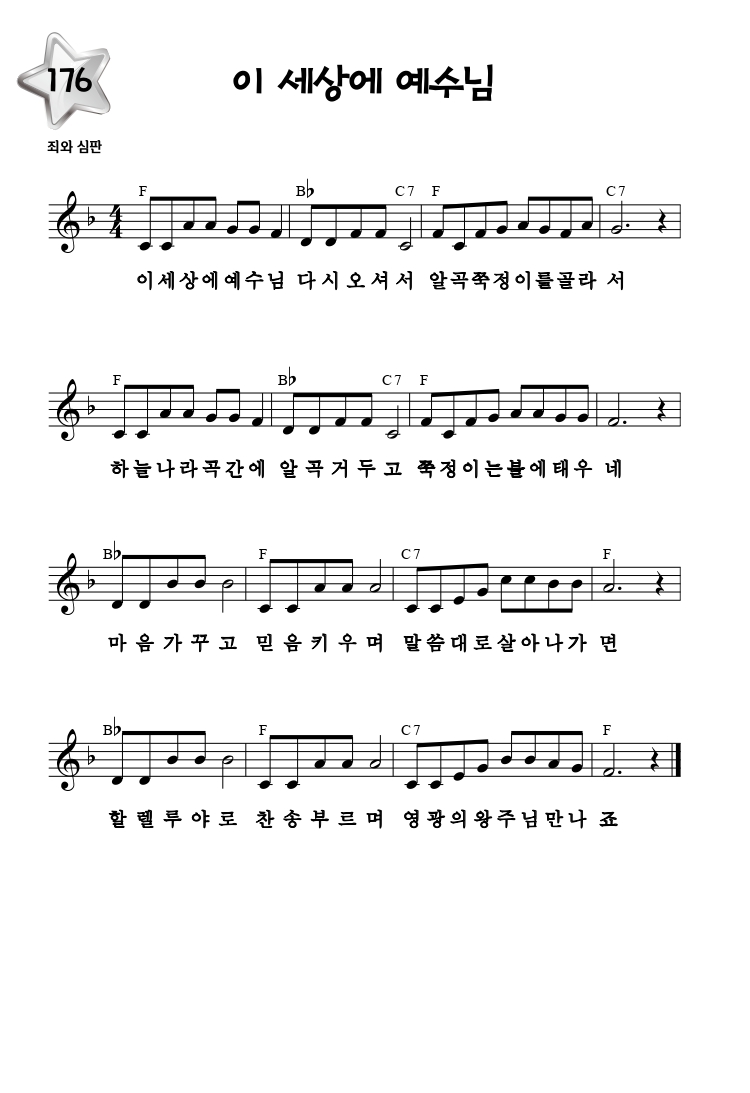 176
이 세상에 예수님
죄와 심판
F B♭ C7 F C7
이세상에예수님 다시오셔서 알곡쭉정이를골라 서
F B♭ C7 F
하늘나라곡간에 알곡거두고 쭉정이는불에태우 네
B♭ F C7 F
마음가꾸고 믿음키우며 말씀대로살아나가 면
B♭ F C7 F
할렐루야로 찬송부르며 영광의왕주님만나 죠